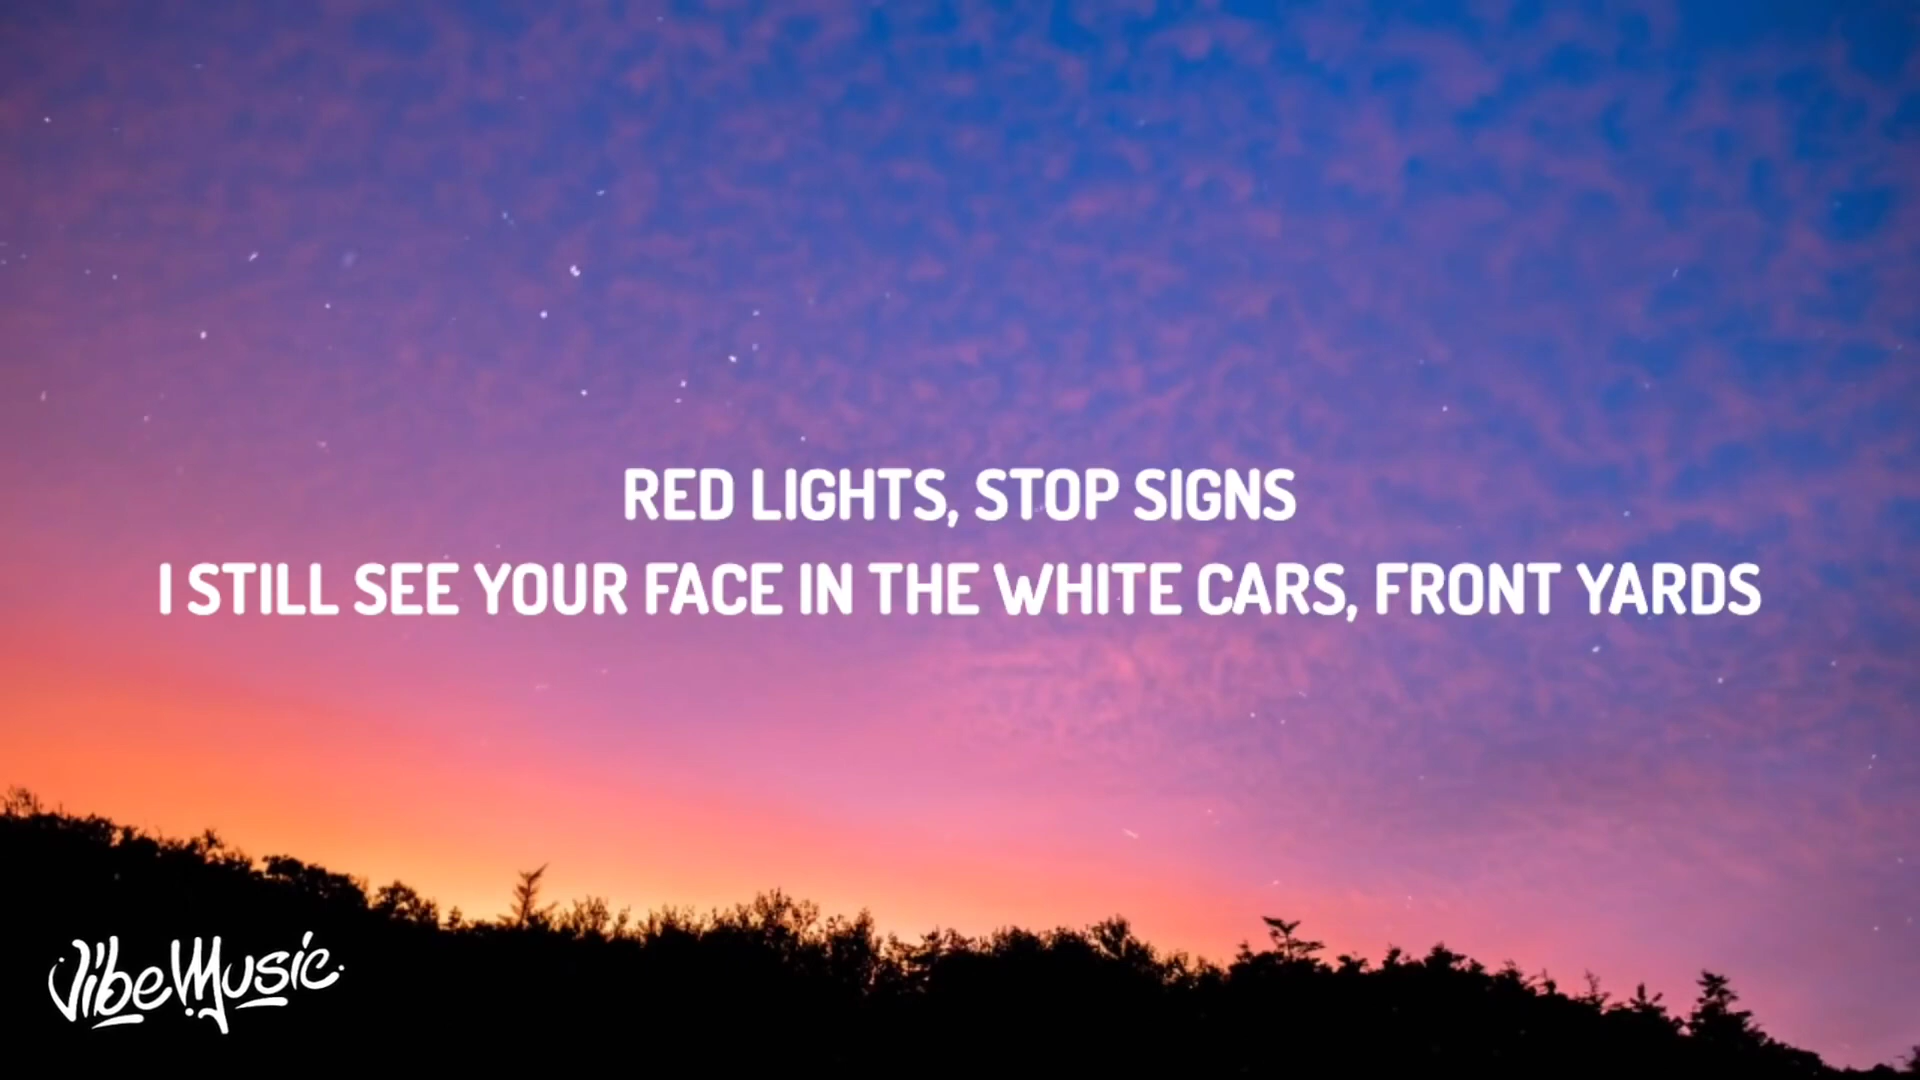 RED LIGHTS, STOP SIGNS
I STILL SEE YOUR FACE IN THE WHITE CARS, FRONT YARDS
VibeMusic